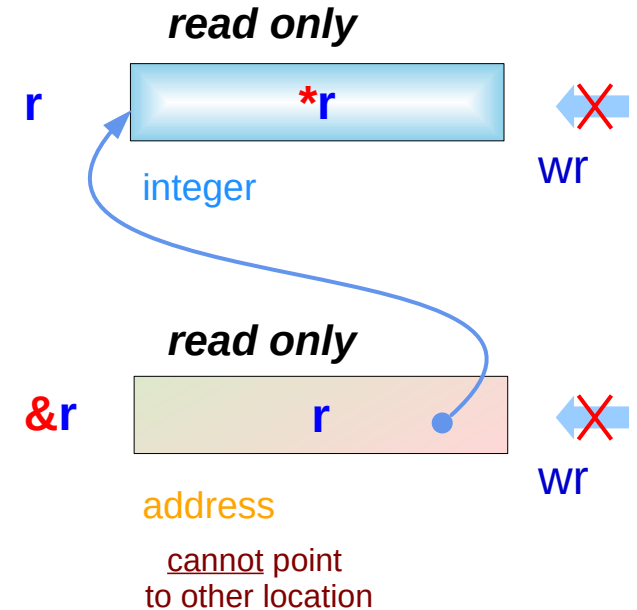 read only
r
*r
wr
integer
read only
&r
r
wr
address
cannot point
to other location